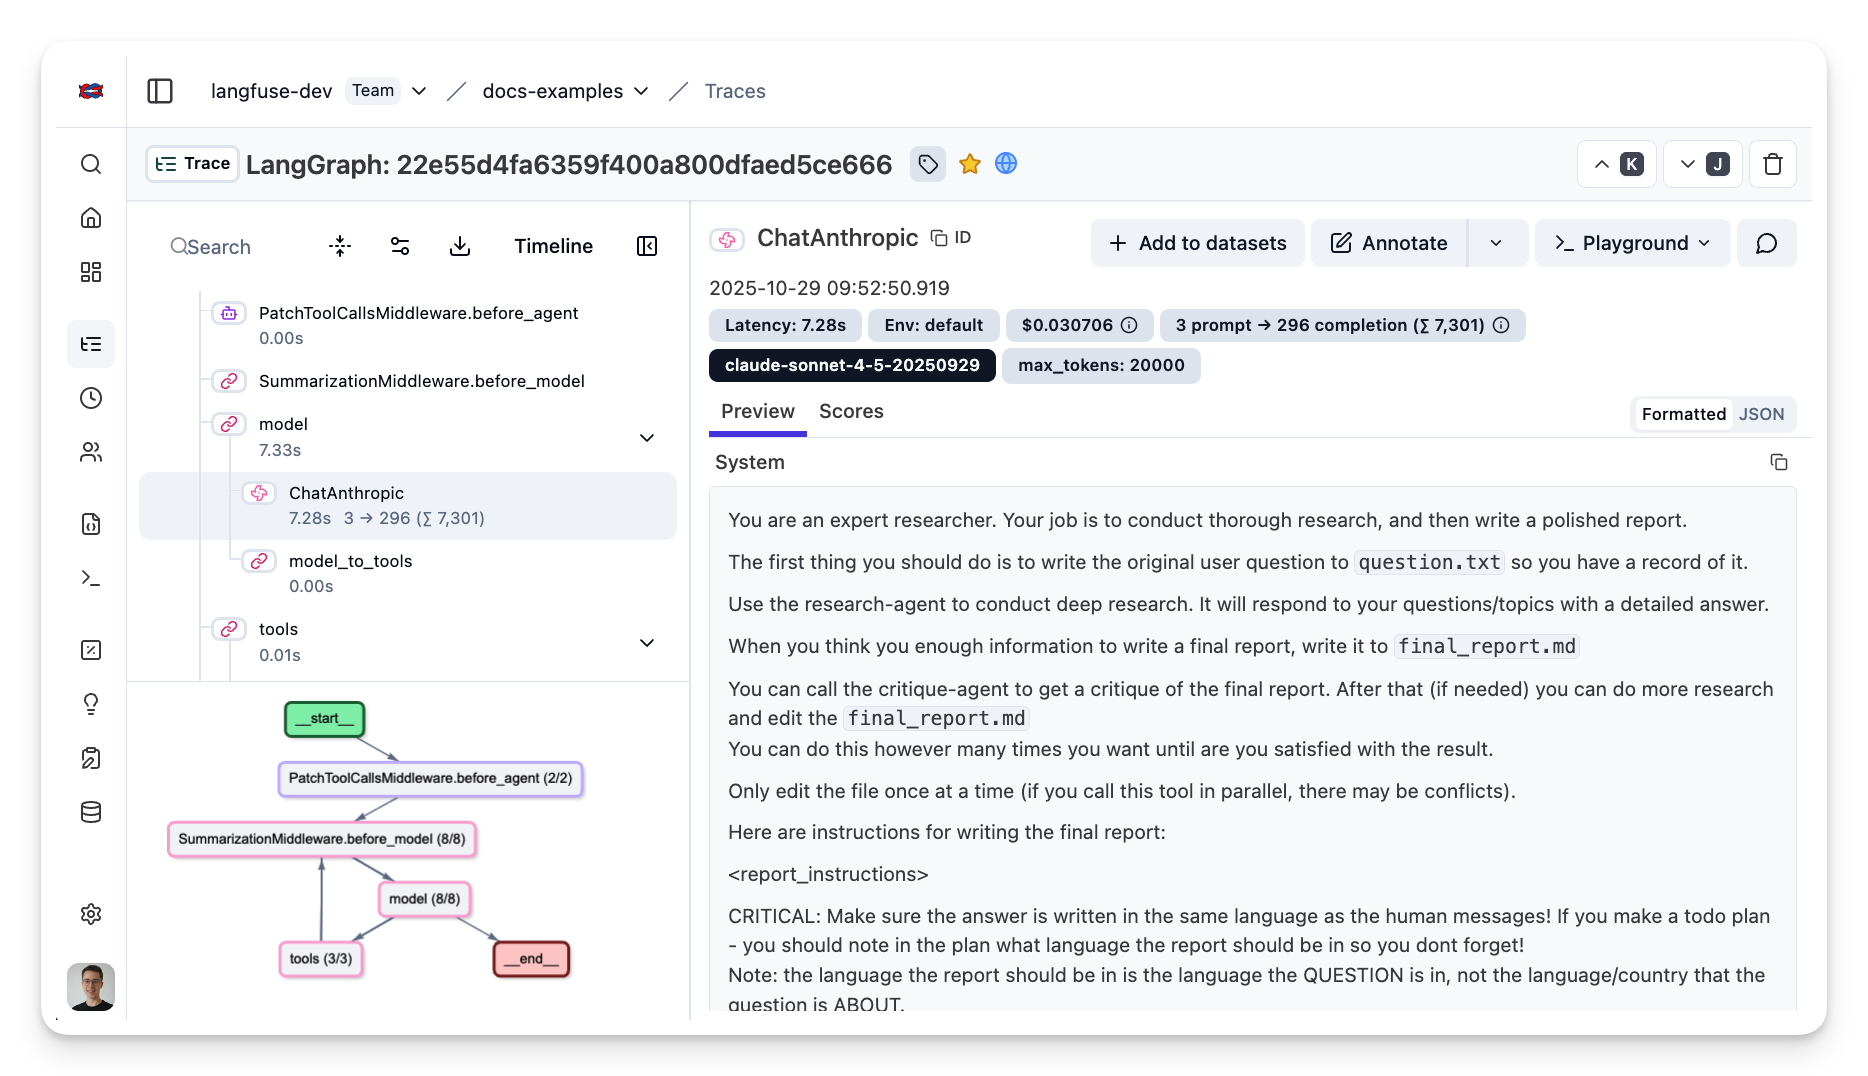 langfuse-dev Team / docs-examples / Traces
Trace LangGraph: 22e55d4fa6359f400a800dfaed5ce666
K J
Search Timeline
PatchToolCallsMiddleware.before_agent
0.00s
SummarizationMiddleware.before_model
model
7.33s
ChatAnthropic
7.28s 3 → 296 (∑ 7,301)
model_to_tools
0.00s
tools
0.01s
__start__
PatchToolCallsMiddleware.before_agent (2/2)
SummarizationMiddleware.before_model (8/8)
model (8/8)
tools (3/3)
__end__
ChatAnthropic ID
+ Add to datasets Annotate Playground
2025-10-29 09:52:50.919
Latency: 7.28s Env: default $0.030706 3 prompt → 296 completion (∑ 7,301)
claude-sonnet-4-5-20250929 max_tokens: 20000
Preview Scores
Formatted JSON
System
You are an expert researcher. Your job is to conduct thorough research, and then write a polished report.
The first thing you should do is to write the original user question to question.txt so you have a record of it.
Use the research-agent to conduct deep research. It will respond to your questions/topics with a detailed answer.
When you think you enough information to write a final report, write it to final_report.md
You can call the critique-agent to get a critique of the final report. After that (if needed) you can do more research
and edit the final_report.md
You can do this however many times you want until are you satisfied with the result.
Only edit the file once at a time (if you call this tool in parallel, there may be conflicts).
Here are instructions for writing the final report:
<report_instructions>
CRITICAL: Make sure the answer is written in the same language as the human messages! If you make a todo plan
- you should note in the plan what language the report should be in so you dont forget!
Note: the language the report should be in is the language the QUESTION is in, not the language/country that the
question is ABOUT.